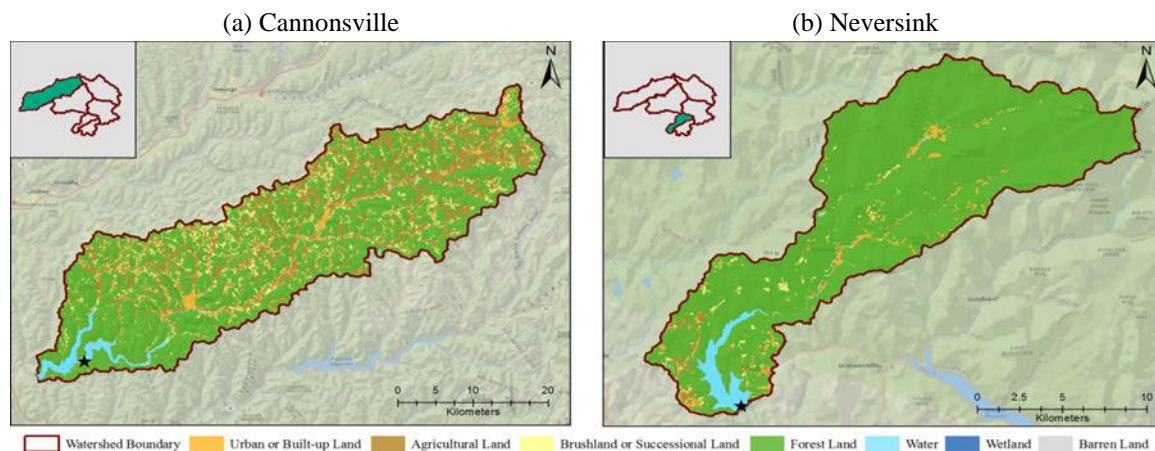 (a) Cannonsville
(b) Neversink
N
N
0 5 10 20
Kilometers
0 2.5 5 10
Kilometers
Watershed Boundary Urban or Built-up Land Agricultural Land Brushland or Successional Land Forest Land Water Wetland Barren Land